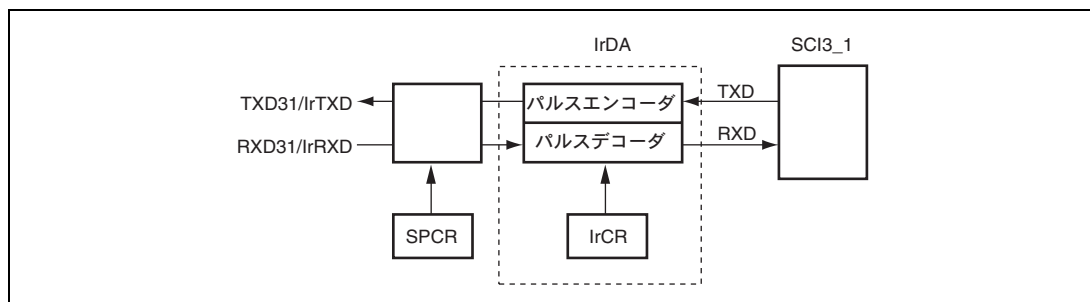 IrDA
SCI3_1
TXD31/IrTXD
パルスエンコーダ
TXD
RXD31/IrRXD
パルスデコーダ
RXD
SPCR
IrCR